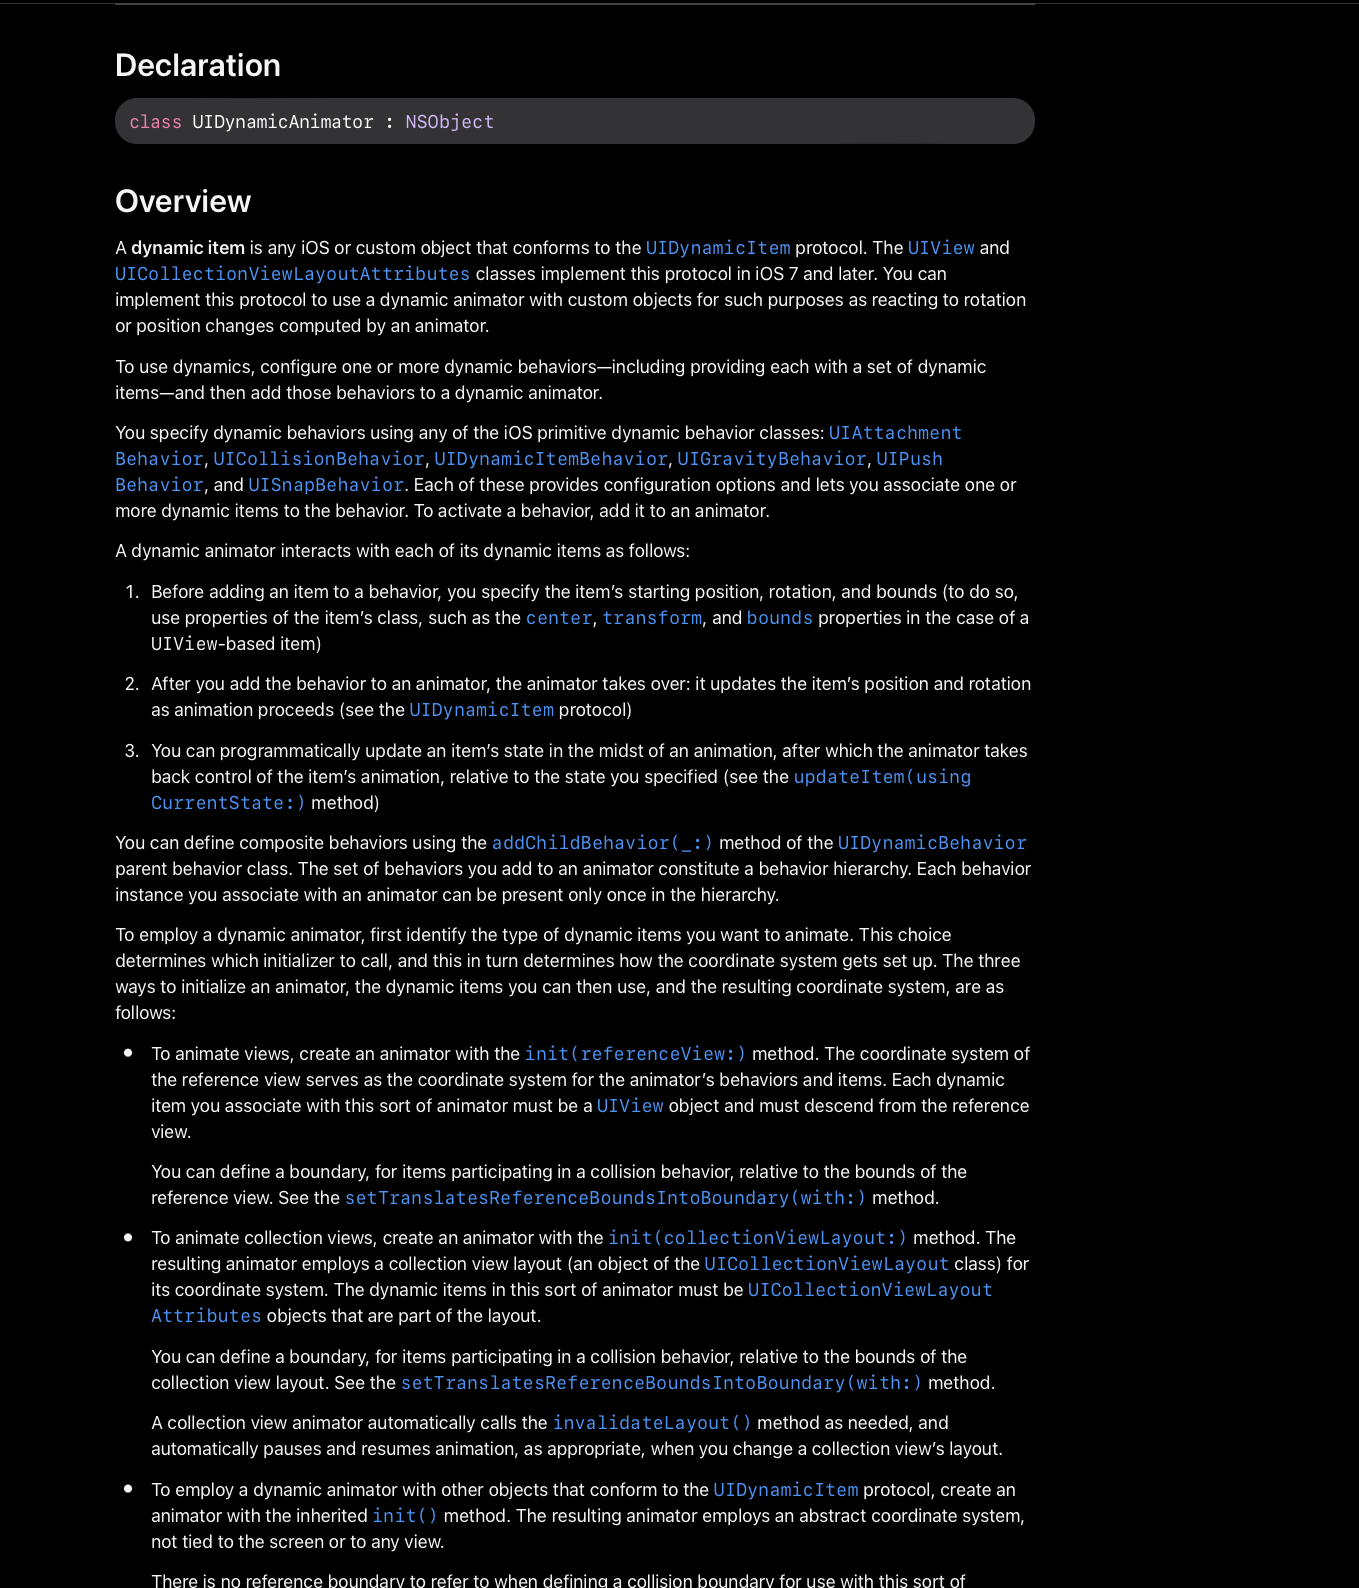 Declaration
class UIDynamicAnimator : NSObject
Overview
A dynamic item is any iOS or custom object that conforms to the UIDynamicItem protocol. The UIView and
UICollectionViewLayoutAttributes classes implement this protocol in iOS 7 and later. You can
implement this protocol to use a dynamic animator with custom objects for such purposes as reacting to rotation
or position changes computed by an animator.
To use dynamics, configure one or more dynamic behaviors—including providing each with a set of dynamic
items—and then add those behaviors to a dynamic animator.
You specify dynamic behaviors using any of the iOS primitive dynamic behavior classes: UIAttachment
Behavior, UICollisionBehavior, UIDynamicItemBehavior, UIGravityBehavior, UIPush
Behavior, and UISnapBehavior. Each of these provides configuration options and lets you associate one or
more dynamic items to the behavior. To activate a behavior, add it to an animator.
A dynamic animator interacts with each of its dynamic items as follows:
1. Before adding an item to a behavior, you specify the item’s starting position, rotation, and bounds (to do so,
use properties of the item’s class, such as the center, transform, and bounds properties in the case of a
UIView-based item)
2. After you add the behavior to an animator, the animator takes over: it updates the item’s position and rotation
as animation proceeds (see the UIDynamicItem protocol)
3. You can programmatically update an item’s state in the midst of an animation, after which the animator takes
back control of the item’s animation, relative to the state you specified (see the updateItem(using
CurrentState:) method)
You can define composite behaviors using the addChildBehavior(_:) method of the UIDynamicBehavior
parent behavior class. The set of behaviors you add to an animator constitute a behavior hierarchy. Each behavior
instance you associate with an animator can be present only once in the hierarchy.
To employ a dynamic animator, first identify the type of dynamic items you want to animate. This choice
determines which initializer to call, and this in turn determines how the coordinate system gets set up. The three
ways to initialize an animator, the dynamic items you can then use, and the resulting coordinate system, are as
follows:
• To animate views, create an animator with the init(referenceView:) method. The coordinate system of
the reference view serves as the coordinate system for the animator’s behaviors and items. Each dynamic
item you associate with this sort of animator must be a UIView object and must descend from the reference
view.
You can define a boundary, for items participating in a collision behavior, relative to the bounds of the
reference view. See the setTranslatesReferenceBoundsIntoBoundary(with:) method.
• To animate collection views, create an animator with the init(collectionViewLayout:) method. The
resulting animator employs a collection view layout (an object of the UICollectionViewLayout class) for
its coordinate system. The dynamic items in this sort of animator must be UICollectionViewLayout
Attributes objects that are part of the layout.
You can define a boundary, for items participating in a collision behavior, relative to the bounds of the
collection view layout. See the setTranslatesReferenceBoundsIntoBoundary(with:) method.
A collection view animator automatically calls the invalidateLayout() method as needed, and
automatically pauses and resumes animation, as appropriate, when you change a collection view’s layout.
• To employ a dynamic animator with other objects that conform to the UIDynamicItem protocol, create an
animator with the inherited init() method. The resulting animator employs an abstract coordinate system,
not tied to the screen or to any view.
There is no reference boundary to refer to when defining a collision boundary for use with this sort of